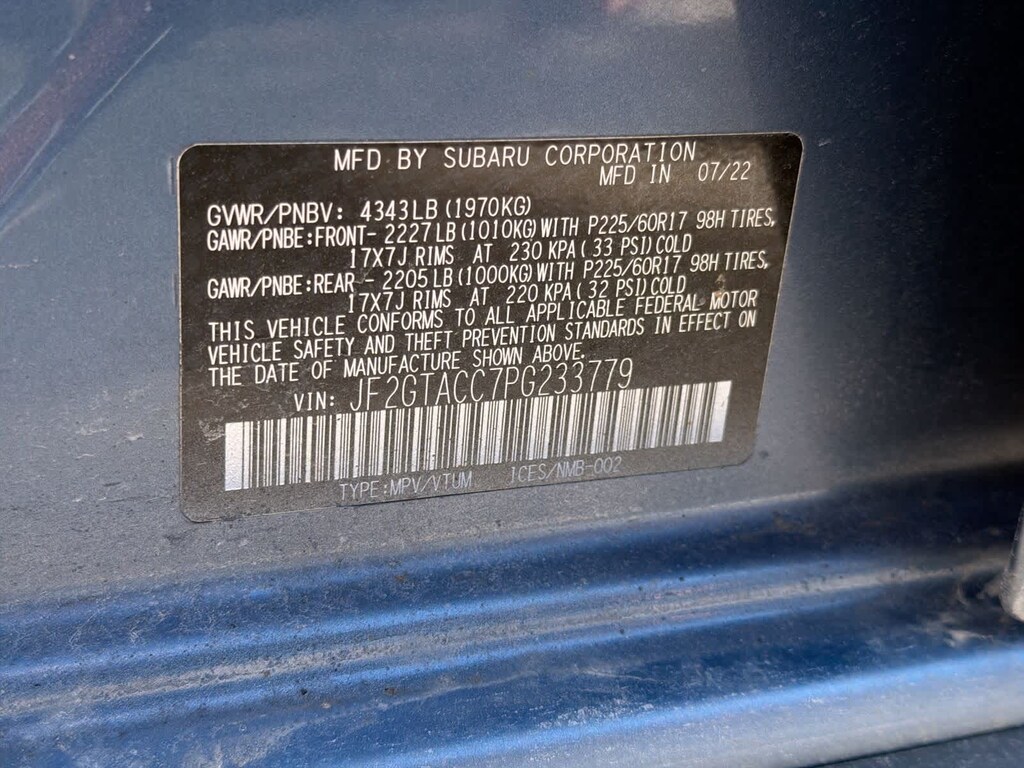 MFD BY SUBARU CORPORATION
MFD IN 07/22
GVWR/PNBV: 4343LB (1970KG)
GAWR/PNBE:FRONT- 2227LB (1010KG) WITH P225/60R17 98H TIRES,
17X7J RIMS AT 230 KPA ( 33 PSI) COLD
GAWR/PNBE:REAR - 2205LB (1000KG) WITH P225/60R17 98H TIRES,
17X7J RIMS AT 220 KPA ( 32 PSI) COLD
THIS VEHICLE CONFORMS TO ALL APPLICABLE FEDERAL MOTOR
VEHICLE SAFETY AND THEFT PREVENTION STANDARDS IN EFFECT ON
THE DATE OF MANUFACTURE SHOWN ABOVE.
VIN: JF2GTACC7PG233779
TYPE:MPV/VTUM ICES/NMB-002